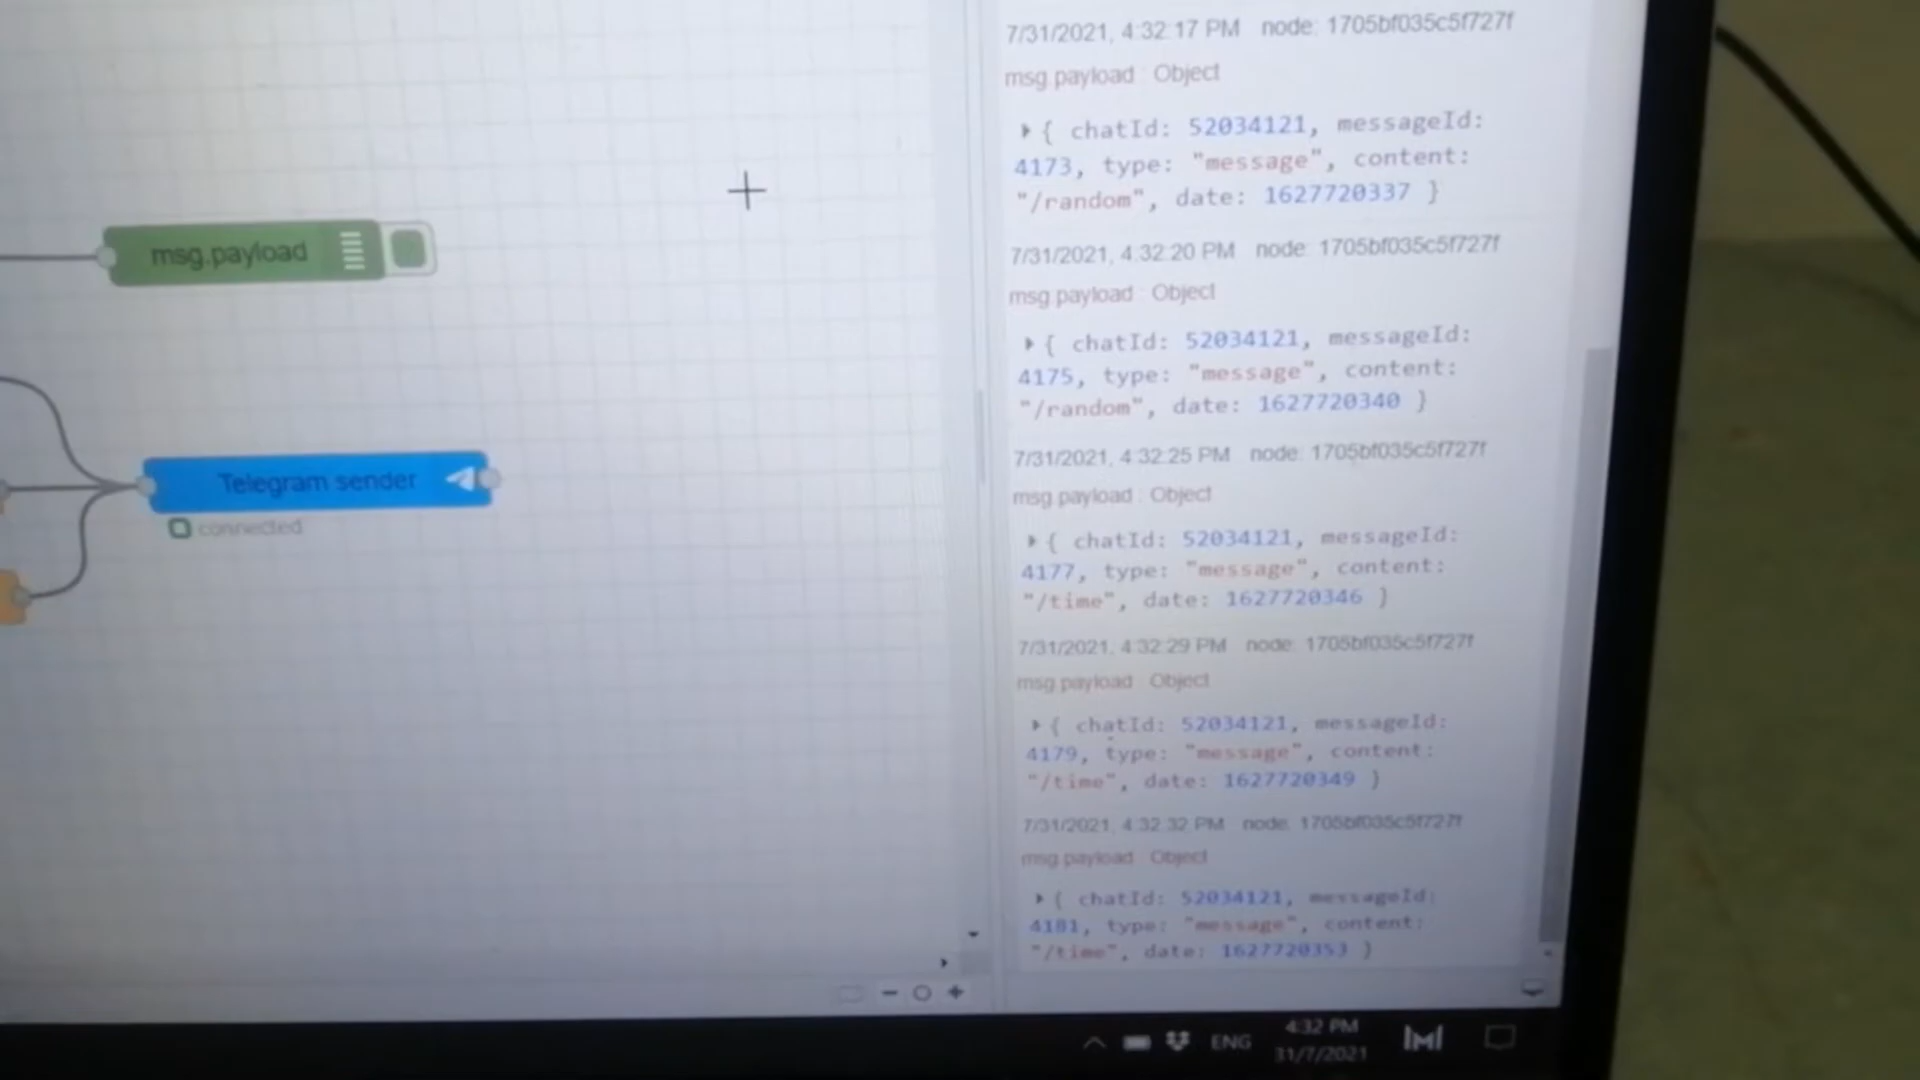 msg.payload
Telegram sender
connected
7/31/2021, 4:32:17 PM node: 1705bf035c5f727f
msg.payload : Object
{ chatId: 52034121, messageId:
4173, type: "message", content:
"/random", date: 1627720337 }
7/31/2021, 4:32:20 PM node: 1705bf035c5f727f
msg.payload : Object
{ chatId: 52034121, messageId:
4175, type: "message", content:
"/random", date: 1627720340 }
7/31/2021, 4:32:25 PM node: 1705bf035c5f727f
msg.payload : Object
{ chatId: 52034121, messageId:
4177, type: "message", content:
"/time", date: 1627720346 }
7/31/2021, 4:32:29 PM node: 1705bf035c5f727f
msg.payload : Object
{ chatId: 52034121, messageId:
4179, type: "message", content:
"/time", date: 1627720349 }
7/31/2021, 4:32:32 PM node: 1705bf035c5f727f
msg.payload : Object
{ chatId: 52034121, messageId:
4181, type: "message", content:
"/time", date: 1627720353 }
ENG
4:32 PM
31/7/2021